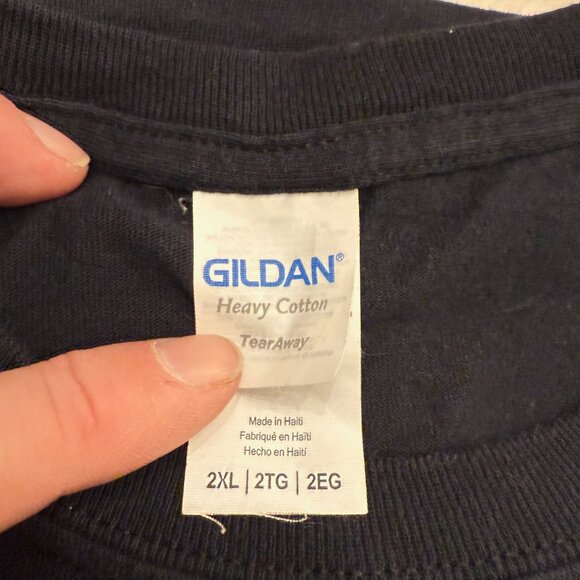 GILDAN®
Heavy Cotton
TearAway
Made in Haiti
Fabriqué en Haïti
Hecho en Haití
2XL | 2TG | 2EG